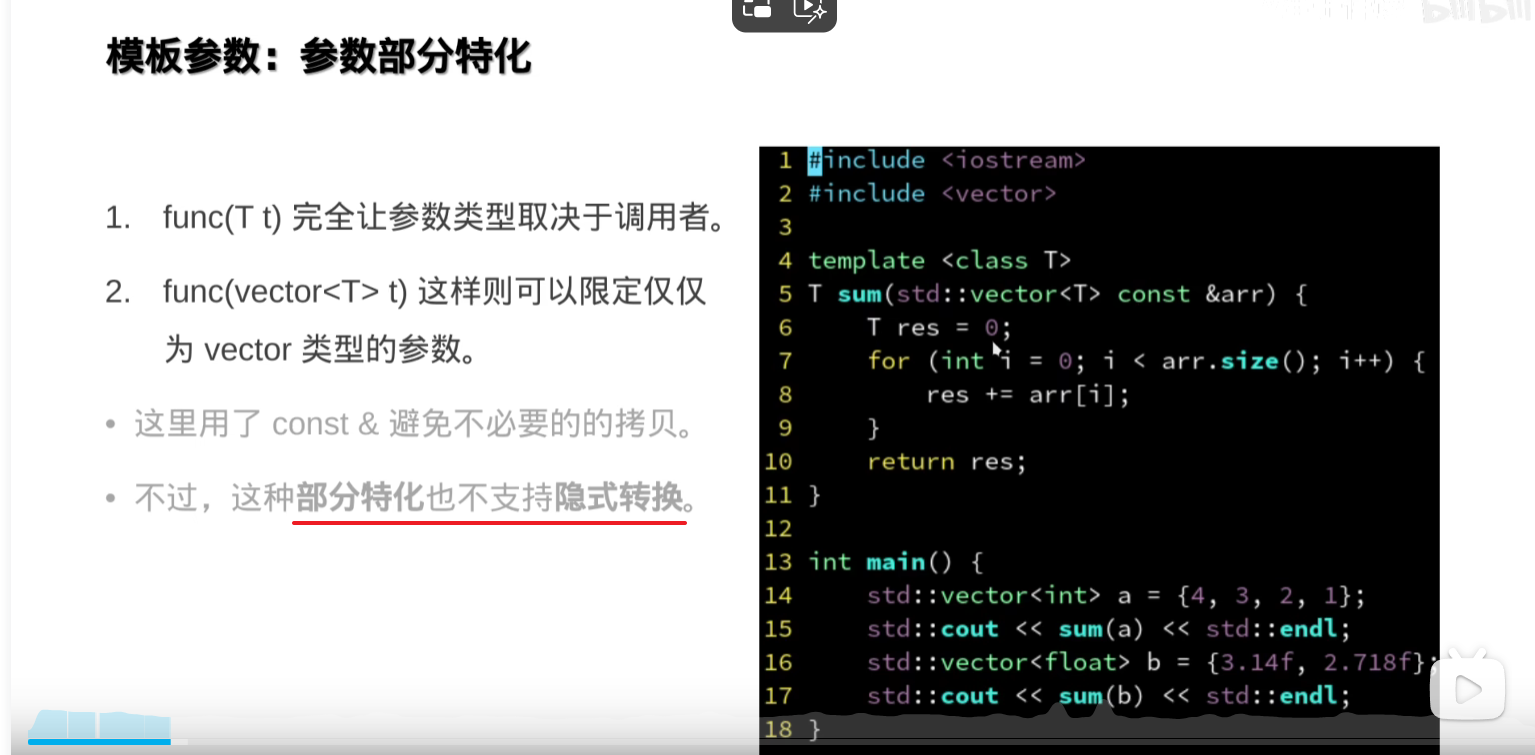 模板参数：参数部分特化
1. func(T t) 完全让参数类型取决于调用者。
2. func(vector<T> t) 这样则可以限定仅仅
为 vector 类型的参数。
• 这里用了 const & 避免不必要的的拷贝。
• 不过，这种部分特化也不支持隐式转换。
1 #include <iostream>
2 #include <vector>
3
4 template <class T>
5 T sum(std::vector<T> const &arr) {
6     T res = 0;
7     for (int i = 0; i < arr.size(); i++) {
8         res += arr[i];
9     }
10     return res;
11 }
12
13 int main() {
14     std::vector<int> a = {4, 3, 2, 1};
15     std::cout << sum(a) << std::endl;
16     std::vector<float> b = {3.14f, 2.718f};
17     std::cout << sum(b) << std::endl;
18 }
bilibili